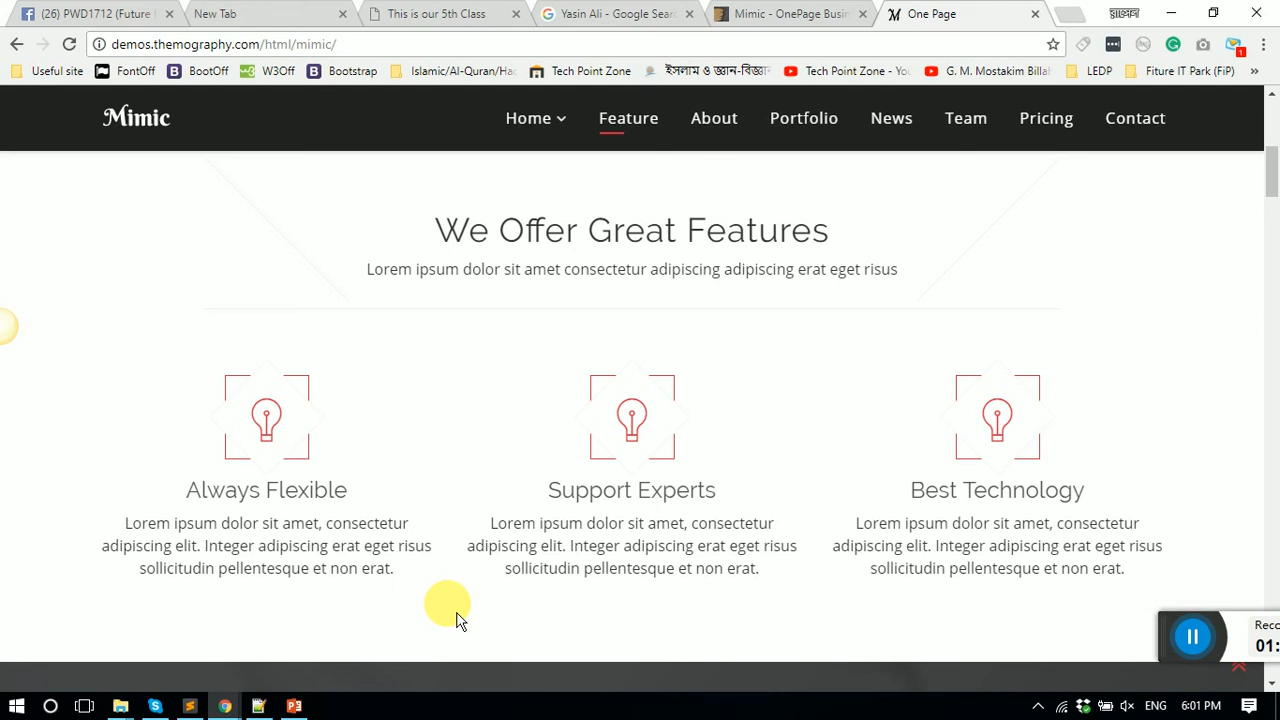 (26) PWD1712 (Future I
New Tab
This is our 5th Class
Yasin Ali - Google Sear
Mimic - OnePage Busin
One Page
demos.themography.com/html/mimic/
Useful site
FontOff
BootOff
W3Off
Bootstrap
Islamic/Al-Quran/Ha
Tech Point Zone
ইসলাম ও জ্ঞান-বিজ্ঞা
Tech Point Zone - Yo
G. M. Mostakim Billa
LEDP
Fiture IT Park (FiP)
»
1
Mimic
Home
Feature
About
Portfolio
News
Team
Pricing
Contact
We Offer Great Features
Lorem ipsum dolor sit amet consectetur adipiscing adipiscing erat eget risus
Always Flexible
Lorem ipsum dolor sit amet, consectetur
adipiscing elit. Integer adipiscing erat eget risus
sollicitudin pellentesque et non erat.
Support Experts
Lorem ipsum dolor sit amet, consectetur
adipiscing elit. Integer adipiscing erat eget risus
sollicitudin pellentesque et non erat.
Best Technology
Lorem ipsum dolor sit amet, consectetur
adipiscing elit. Integer adipiscing erat eget risus
sollicitudin pellentesque et non erat.
Reco
01:
ENG
6:01 PM